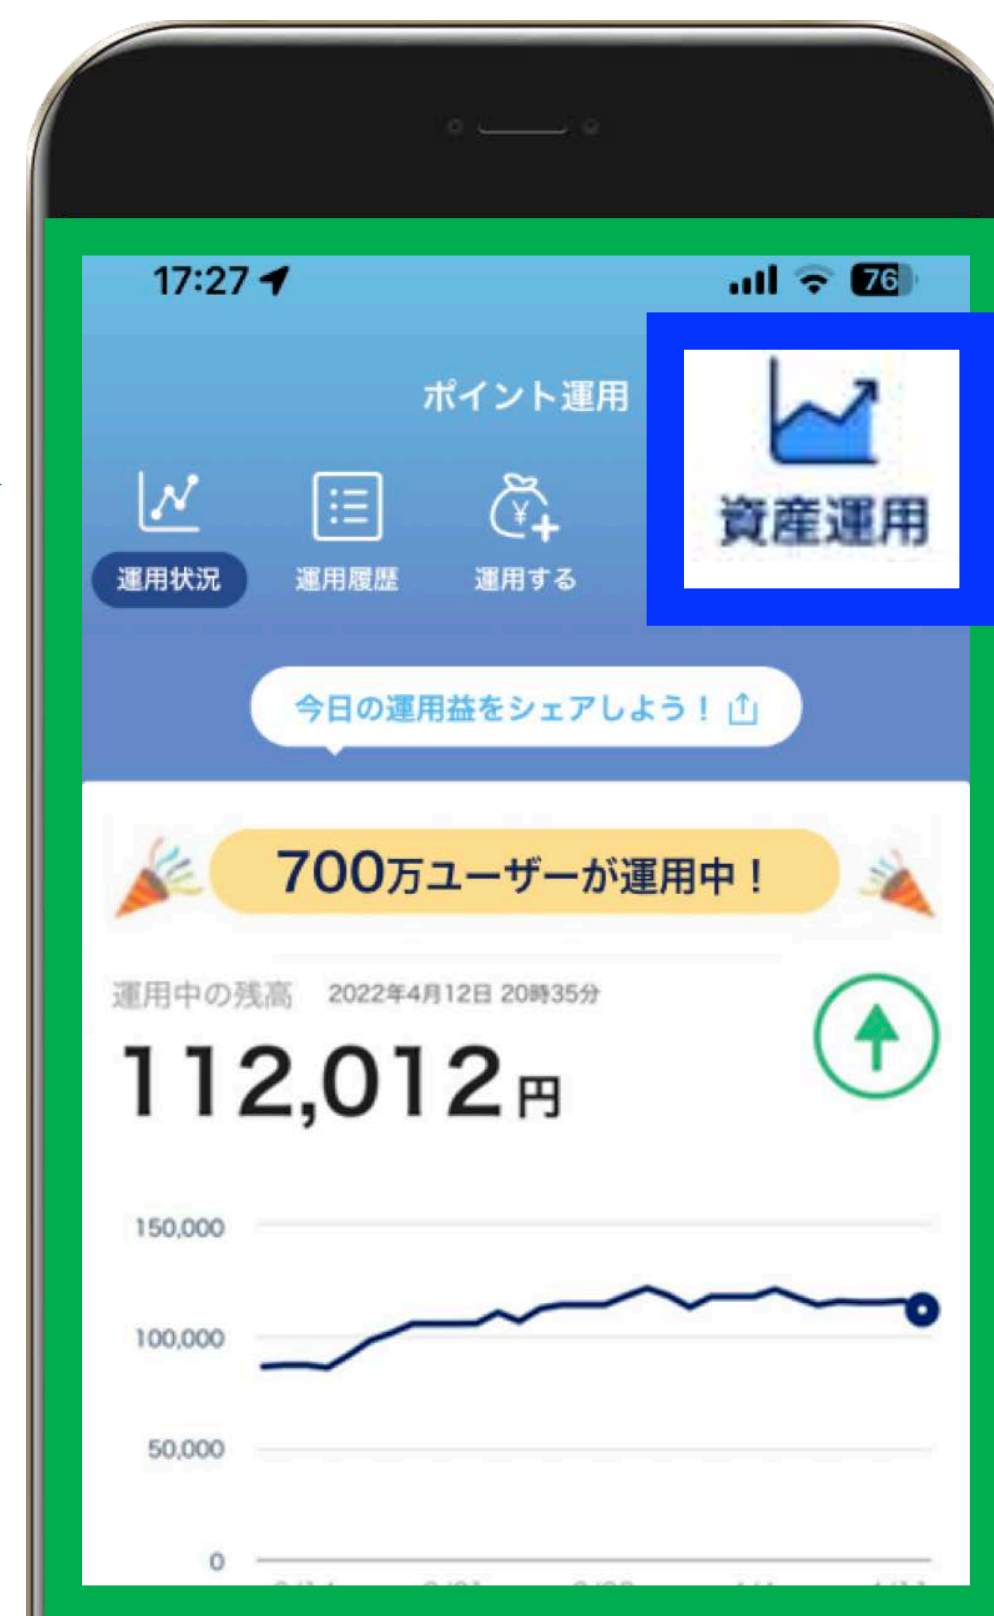 17:27
76
ポイント運用
資産運用
運用状況
運用履歴
運用する
今日の運用益をシェアしよう！
700万ユーザーが運用中！
運用中の残高 2022年4月12日 20時35分
112,012円
150,000
100,000
50,000
0